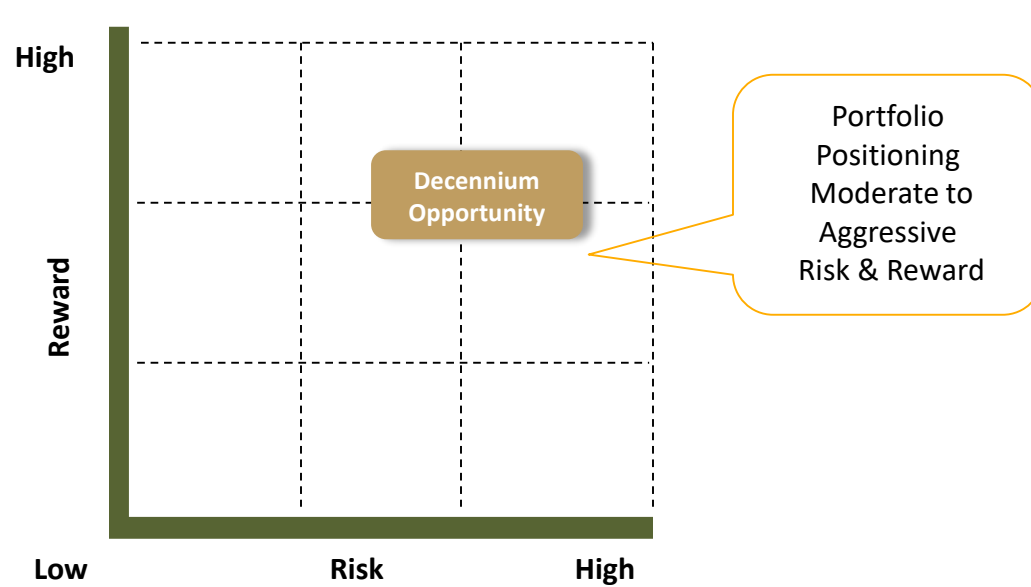 High
Decennium
Opportunity
Portfolio
Positioning
Moderate to
Aggressive
Risk & Reward
Reward
Low
Risk
High